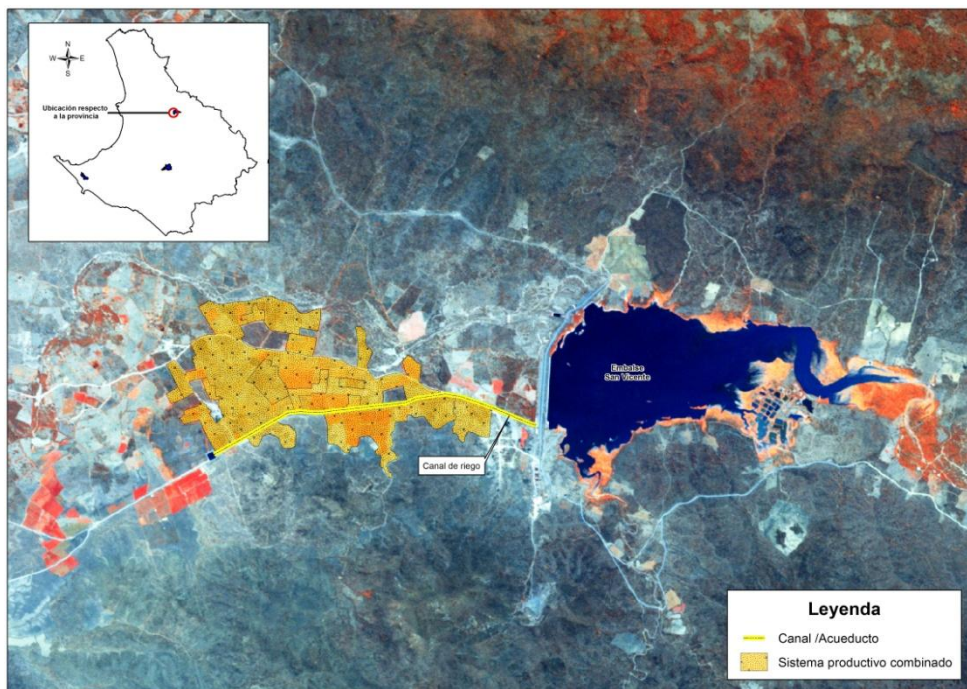 N
W E
S
Ubicación respecto
a la provincia
Embalse
San Vicente
Canal de riego
Leyenda
Canal /Acueducto
Sistema productivo combinado